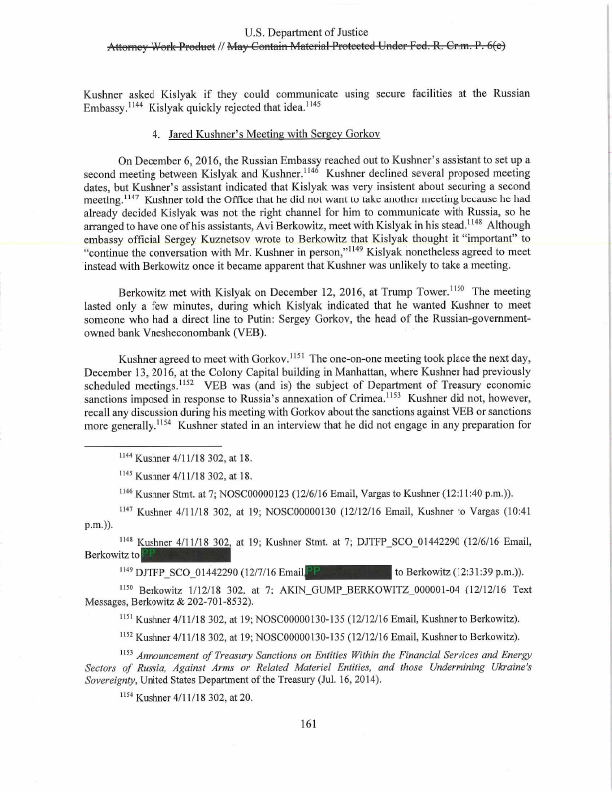 U.S. Department of Justice
Attorney Work Product // May Contain Material Protected Under Fed. R. Crim. P. 6(e)
Kushner asked Kislyak if they could communicate using secure facilities at the Russian
Embassy.1144 Kislyak quickly rejected that idea.1145
4. Jared Kushner's Meeting with Sergey Gorkov
On December 6, 2016, the Russian Embassy reached out to Kushner's assistant to set up a
second meeting between Kislyak and Kushner.1146 Kushner declined several proposed meeting
dates, but Kushner's assistant indicated that Kislyak was very insistent about securing a second
meeting.1147 Kushner told the Office that he did not want to take another meeting because he had
already decided Kislyak was not the right channel for him to communicate with Russia, so he
arranged to have one of his assistants, Avi Berkowitz, meet with Kislyak in his stead.1148 Although
embassy official Sergey Kuznetsov wrote to Berkowitz that Kislyak thought it "important" to
"continue the conversation with Mr. Kushner in person,"1149 Kislyak nonetheless agreed to meet
instead with Berkowitz once it became apparent that Kushner was unlikely to take a meeting.
Berkowitz met with Kislyak on December 12, 2016, at Trump Tower.1150 The meeting
lasted only a few minutes, during which Kislyak indicated that he wanted Kushner to meet
someone who had a direct line to Putin: Sergey Gorkov, the head of the Russian-government-
owned bank Vnesheconombank (VEB).
Kushner agreed to meet with Gorkov.1151 The one-on-one meeting took place the next day,
December 13, 2016, at the Colony Capital building in Manhattan, where Kushner had previously
scheduled meetings.1152 VEB was (and is) the subject of Department of Treasury economic
sanctions imposed in response to Russia's annexation of Crimea.1153 Kushner did not, however,
recall any discussion during his meeting with Gorkov about the sanctions against VEB or sanctions
more generally.1154 Kushner stated in an interview that he did not engage in any preparation for
1144 Kushner 4/11/18 302, at 18.
1145 Kushner 4/11/18 302, at 18.
1146 Kushner Stmt. at 7; NOSC00000123 (12/6/16 Email, Vargas to Kushner (12:11:40 p.m.)).
1147 Kushner 4/11/18 302, at 19; NOSC00000130 (12/12/16 Email, Kushner to Vargas (10:41
p.m.)).
1148 Kushner 4/11/18 302, at 19; Kushner Stmt. at 7; DJTFP_SCO_01442290 (12/6/16 Email,
Berkowitz to PP
1149 DJTFP_SCO_01442290 (12/7/16 Email, PP to Berkowitz (12:31:39 p.m.)).
1150 Berkowitz 1/12/18 302, at 7; AKIN_GUMP_BERKOWITZ_000001-04 (12/12/16 Text
Messages, Berkowitz & 202-701-8532).
1151 Kushner 4/11/18 302, at 19; NOSC00000130-135 (12/12/16 Email, Kushner to Berkowitz).
1152 Kushner 4/11/18 302, at 19; NOSC00000130-135 (12/12/16 Email, Kushner to Berkowitz).
1153 Announcement of Treasury Sanctions on Entities Within the Financial Services and Energy
Sectors of Russia, Against Arms or Related Materiel Entities, and those Undermining Ukraine's
Sovereignty, United States Department of the Treasury (Jul. 16, 2014).
1154 Kushner 4/11/18 302, at 20.
161